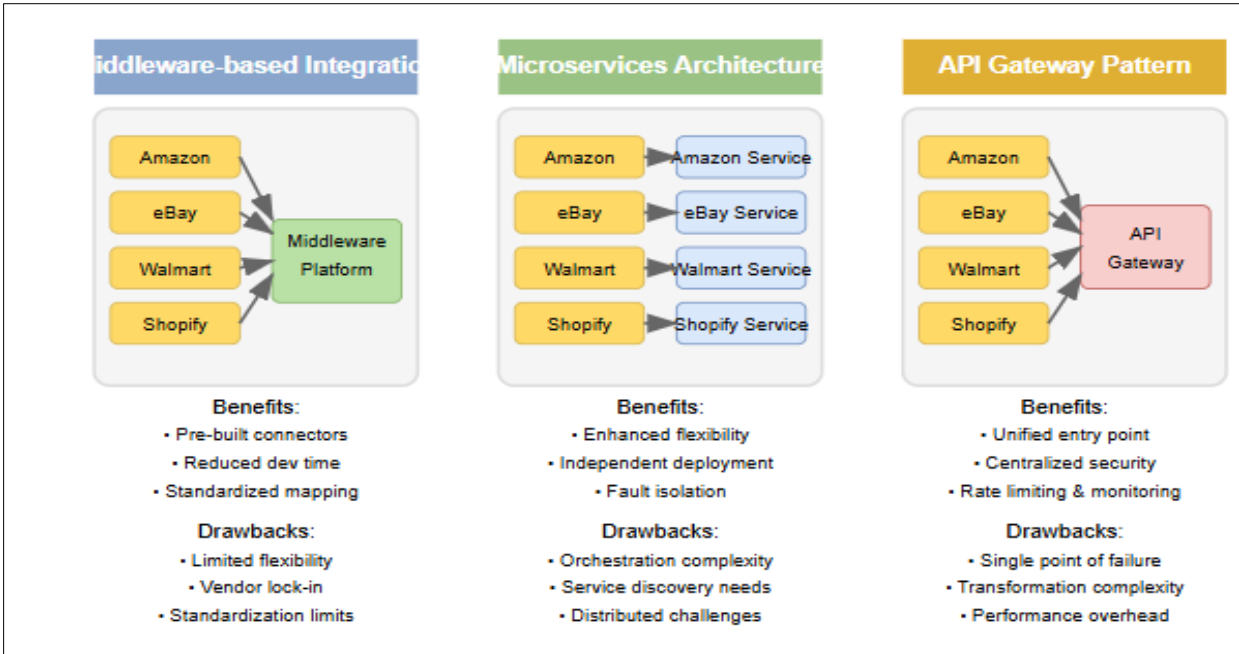 iddleware-based Integratio
Amazon
eBay
Walmart
Shopify
Middleware
Platform
Benefits:
• Pre-built connectors
• Reduced dev time
• Standardized mapping
Drawbacks:
• Limited flexibility
• Vendor lock-in
• Standardization limits
Microservices Architecture
Amazon
Amazon Service
eBay
eBay Service
Walmart
Walmart Service
Shopify
Shopify Service
Benefits:
• Enhanced flexibility
• Independent deployment
• Fault isolation
Drawbacks:
• Orchestration complexity
• Service discovery needs
• Distributed challenges
API Gateway Pattern
Amazon
eBay
Walmart
Shopify
API
Gateway
Benefits:
• Unified entry point
• Centralized security
• Rate limiting & monitoring
Drawbacks:
• Single point of failure
• Transformation complexity
• Performance overhead